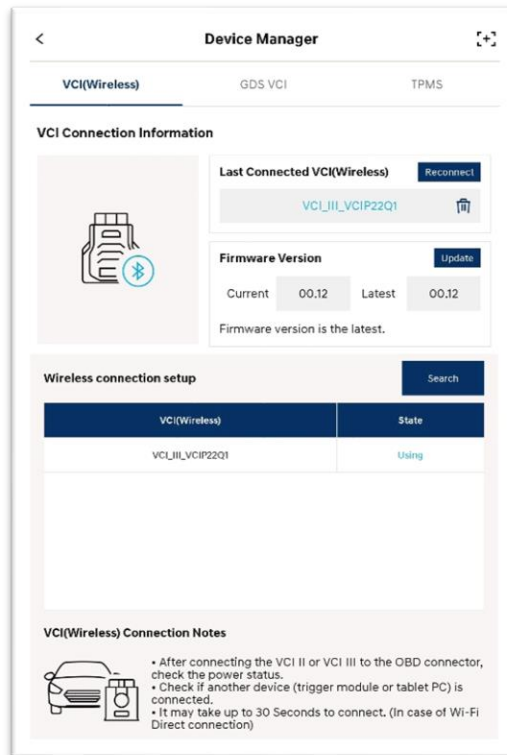 Device Manager
VCI(Wireless)
GDS VCI
TPMS
VCI Connection Information
Last Connected VCI(Wireless)
Reconnect
VCI_III_VCIP22Q1
Firmware Version
Update
Current
00.12
Latest
00.12
Firmware version is the latest.
Wireless connection setup
Search
VCI(Wireless)
State
VCI_III_VCIP22Q1
Using
VCI(Wireless) Connection Notes
• After connecting the VCI II or VCI III to the OBD connector,
check the power status.
• Check if another device (trigger module or tablet PC) is
connected.
• It may take up to 30 Seconds to connect. (In case of Wi-Fi
Direct connection)